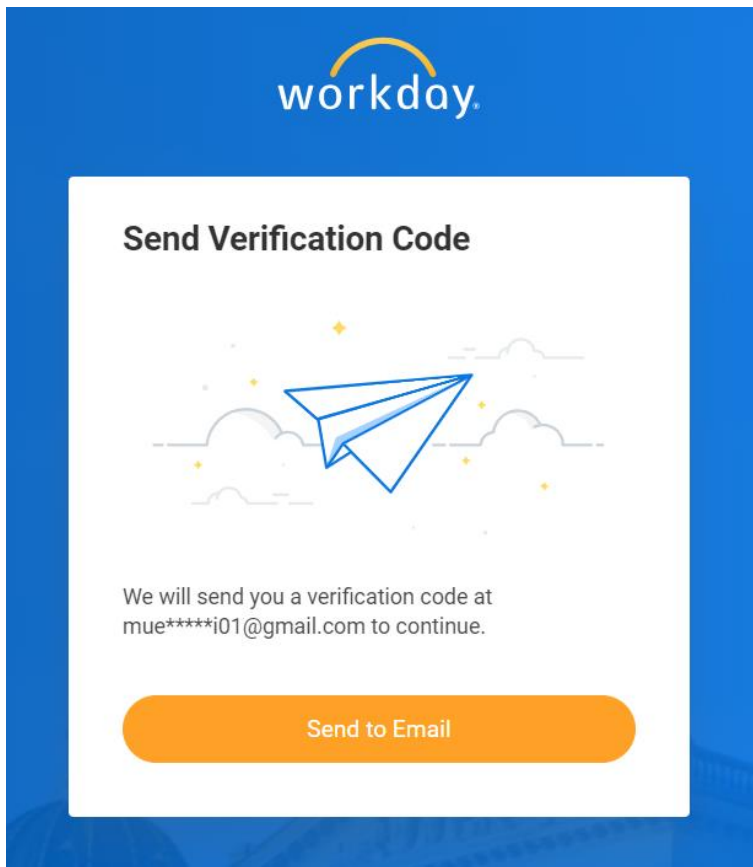 workday.
Send Verification Code
We will send you a verification code at
mue*****i01@gmail.com to continue.
Send to Email